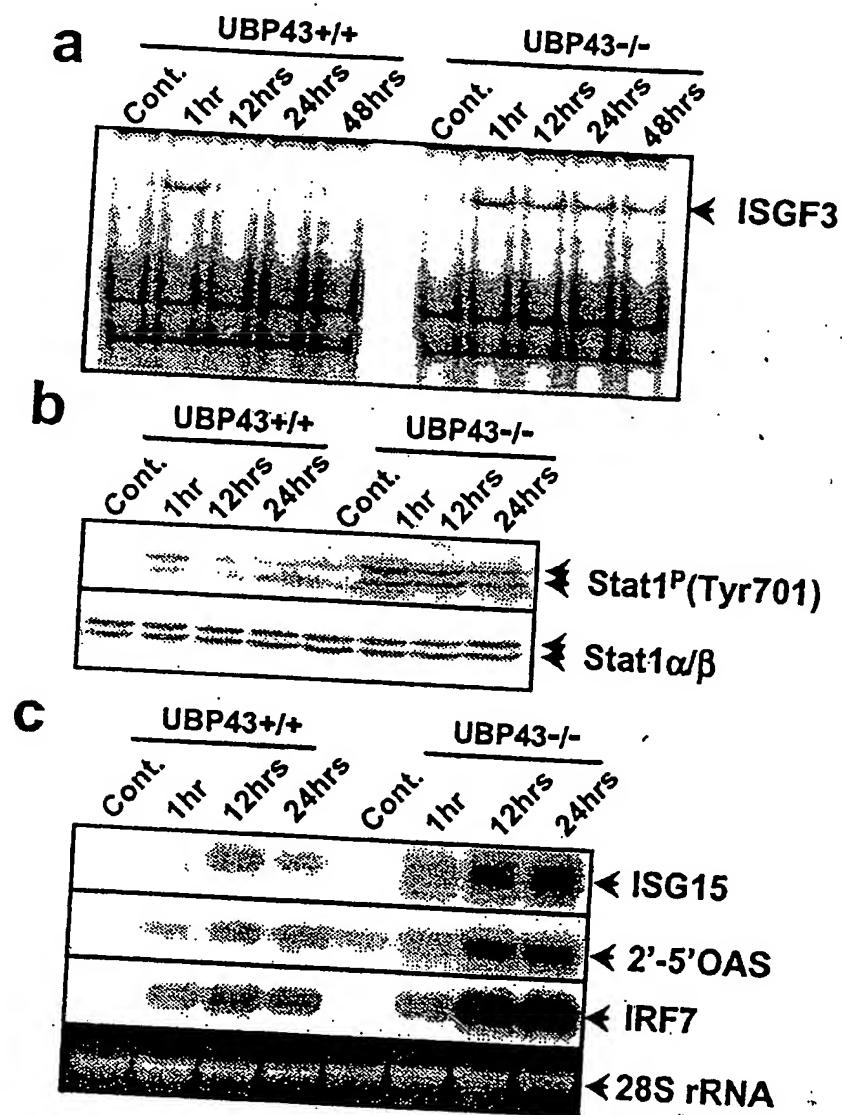 a
UBP43+/+ UBP43-/-
Cont. 1hr 12hrs 24hrs 48hrs Cont. 1hr 12hrs 24hrs 48hrs
ISGF3
b
UBP43+/+ UBP43-/-
Cont. 1hr 12hrs 24hrs Cont. 1hr 12hrs 24hrs
Stat1ᴾ(Tyr701)
Stat1α/β
c
UBP43+/+ UBP43-/-
Cont. 1hr 12hrs 24hrs Cont. 1hr 12hrs 24hrs
ISG15
2'-5'OAS
IRF7
28S rRNA